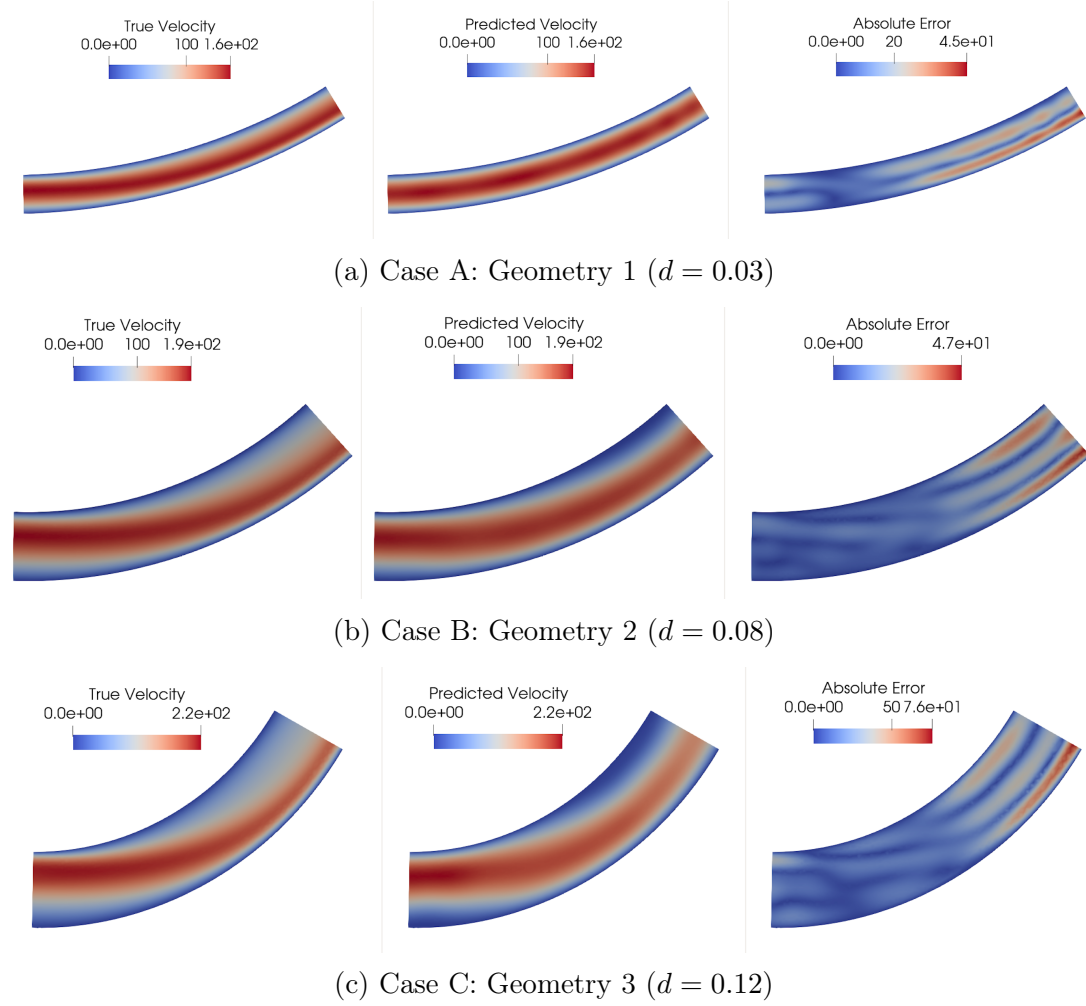 True Velocity
0.0e+00 100 1.6e+02
Predicted Velocity
0.0e+00 100 1.6e+02
Absolute Error
0.0e+00 20 4.5e+01
(a) Case A: Geometry 1 (d = 0.03)
True Velocity
0.0e+00 100 1.9e+02
Predicted Velocity
0.0e+00 100 1.9e+02
Absolute Error
0.0e+00 4.7e+01
(b) Case B: Geometry 2 (d = 0.08)
True Velocity
0.0e+00 2.2e+02
Predicted Velocity
0.0e+00 2.2e+02
Absolute Error
0.0e+00 50 7.6e+01
(c) Case C: Geometry 3 (d = 0.12)